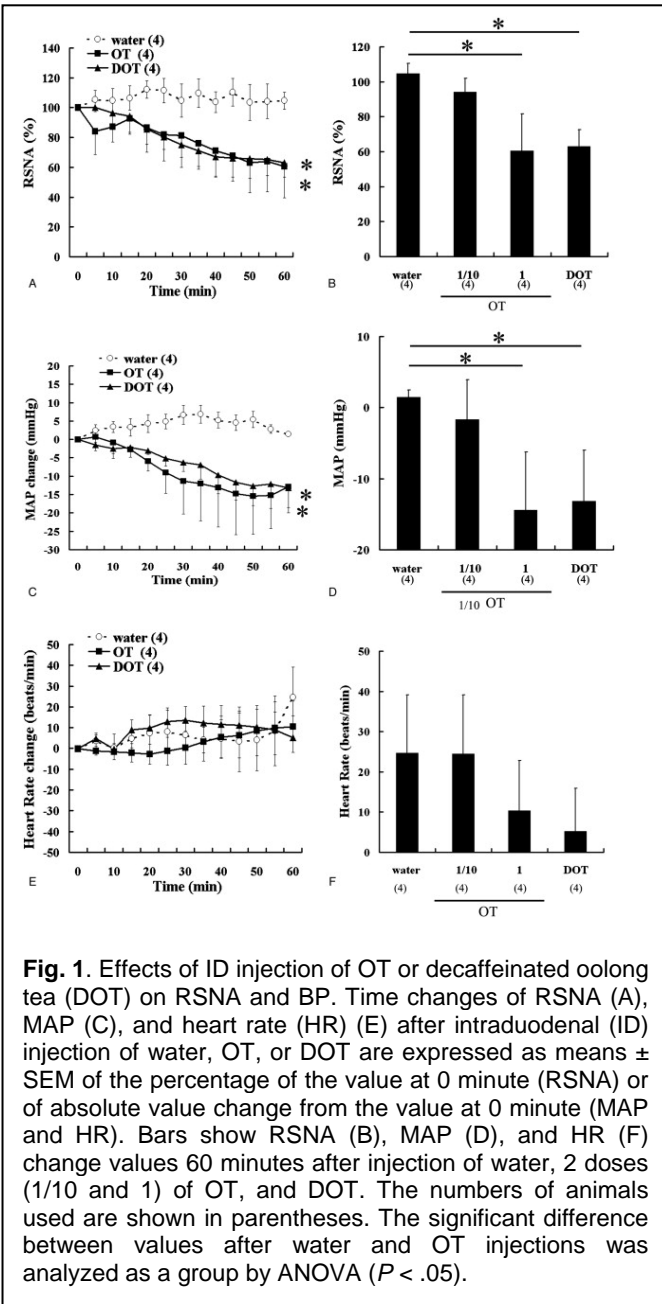 water (4)
OT (4)
DOT (4)
RSNA (%)
140
120
100
80
60
40
20
0
0 10 20 30 40 50 60
Time (min)
A
*
*
RSNA (%)
120
100
80
60
40
20
0
*
*
water 1/10 1 DOT
(4) (4) (4) (4)
OT
B
water (4)
OT (4)
DOT (4)
MAP change (mmHg)
20
15
10
5
0
-5
-10
-15
-20
-25
-30
0 10 20 30 40 50 60
Time (min)
C
*
*
MAP (mmHg)
10
0
-10
-20
*
*
water 1/10 1 DOT
(4) (4) (4) (4)
1/10 OT
D
water (4)
OT (4)
DOT (4)
Heart Rate change (beats/min)
50
40
30
20
10
0
-10
-20
-30
-40
-50
0 10 20 30 40 50 60
Time (min)
E
Heart Rate (beats/min)
50
40
30
20
10
0
water 1/10 1 DOT
(4) (4) (4) (4)
OT
F
Fig. 1. Effects of ID injection of OT or decaffeinated oolong
tea (DOT) on RSNA and BP. Time changes of RSNA (A),
MAP (C), and heart rate (HR) (E) after intraduodenal (ID)
injection of water, OT, or DOT are expressed as means ±
SEM of the percentage of the value at 0 minute (RSNA) or
of absolute value change from the value at 0 minute (MAP
and HR). Bars show RSNA (B), MAP (D), and HR (F)
change values 60 minutes after injection of water, 2 doses
(1/10 and 1) of OT, and DOT. The numbers of animals
used are shown in parentheses. The significant difference
between values after water and OT injections was
analyzed as a group by ANOVA (P < .05).